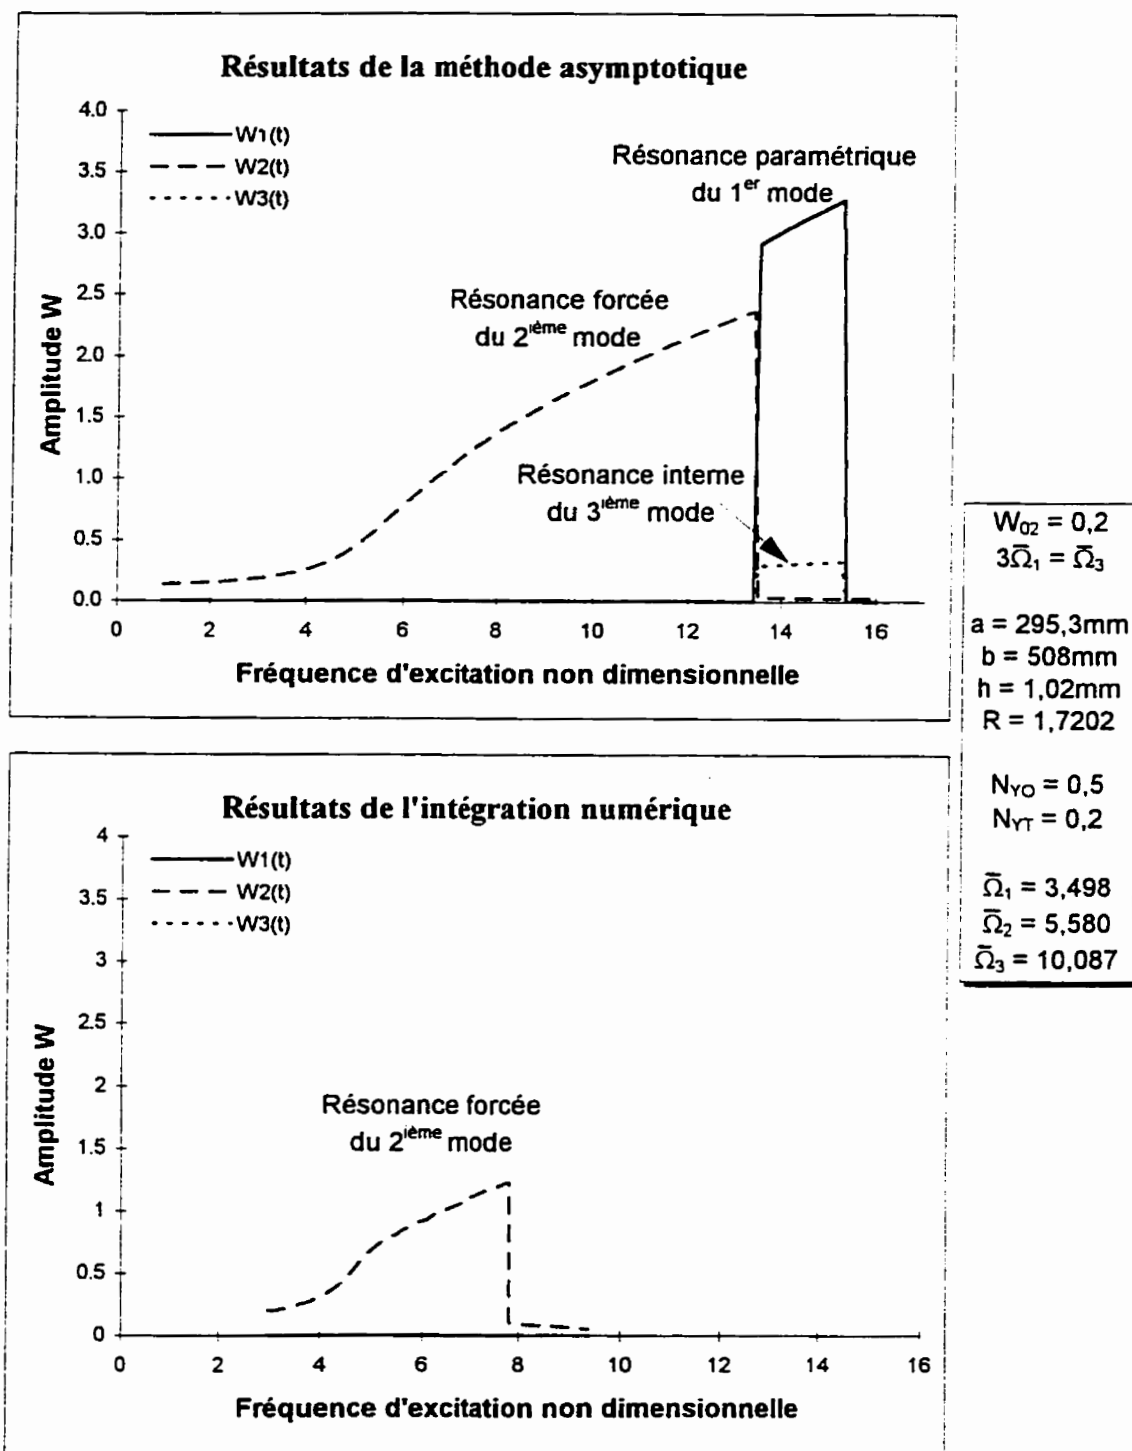 Résultats de la méthode asymptotique
4.0
3.5
3.0
2.5
2.0
1.5
1.0
0.5
0.0
Amplitude W
W1(t)
W2(t)
W3(t)
Résonance paramétrique
du 1er mode
Résonance forcée
du 2ième mode
Résonance interne
du 3ième mode
0 2 4 6 8 10 12 14 16
Fréquence d'excitation non dimensionnelle
W02 = 0,2
3Ω̅1 = Ω̅3
a = 295,3mm
b = 508mm
h = 1,02mm
R = 1,7202
NYO = 0,5
NYT = 0,2
Ω̅1 = 3,498
Ω̅2 = 5,580
Ω̅3 = 10,087
Résultats de l'intégration numérique
4
3.5
3
2.5
2
1.5
1
0.5
0
Amplitude W
W1(t)
W2(t)
W3(t)
Résonance forcée
du 2ième mode
0 2 4 6 8 10 12 14 16
Fréquence d'excitation non dimensionnelle